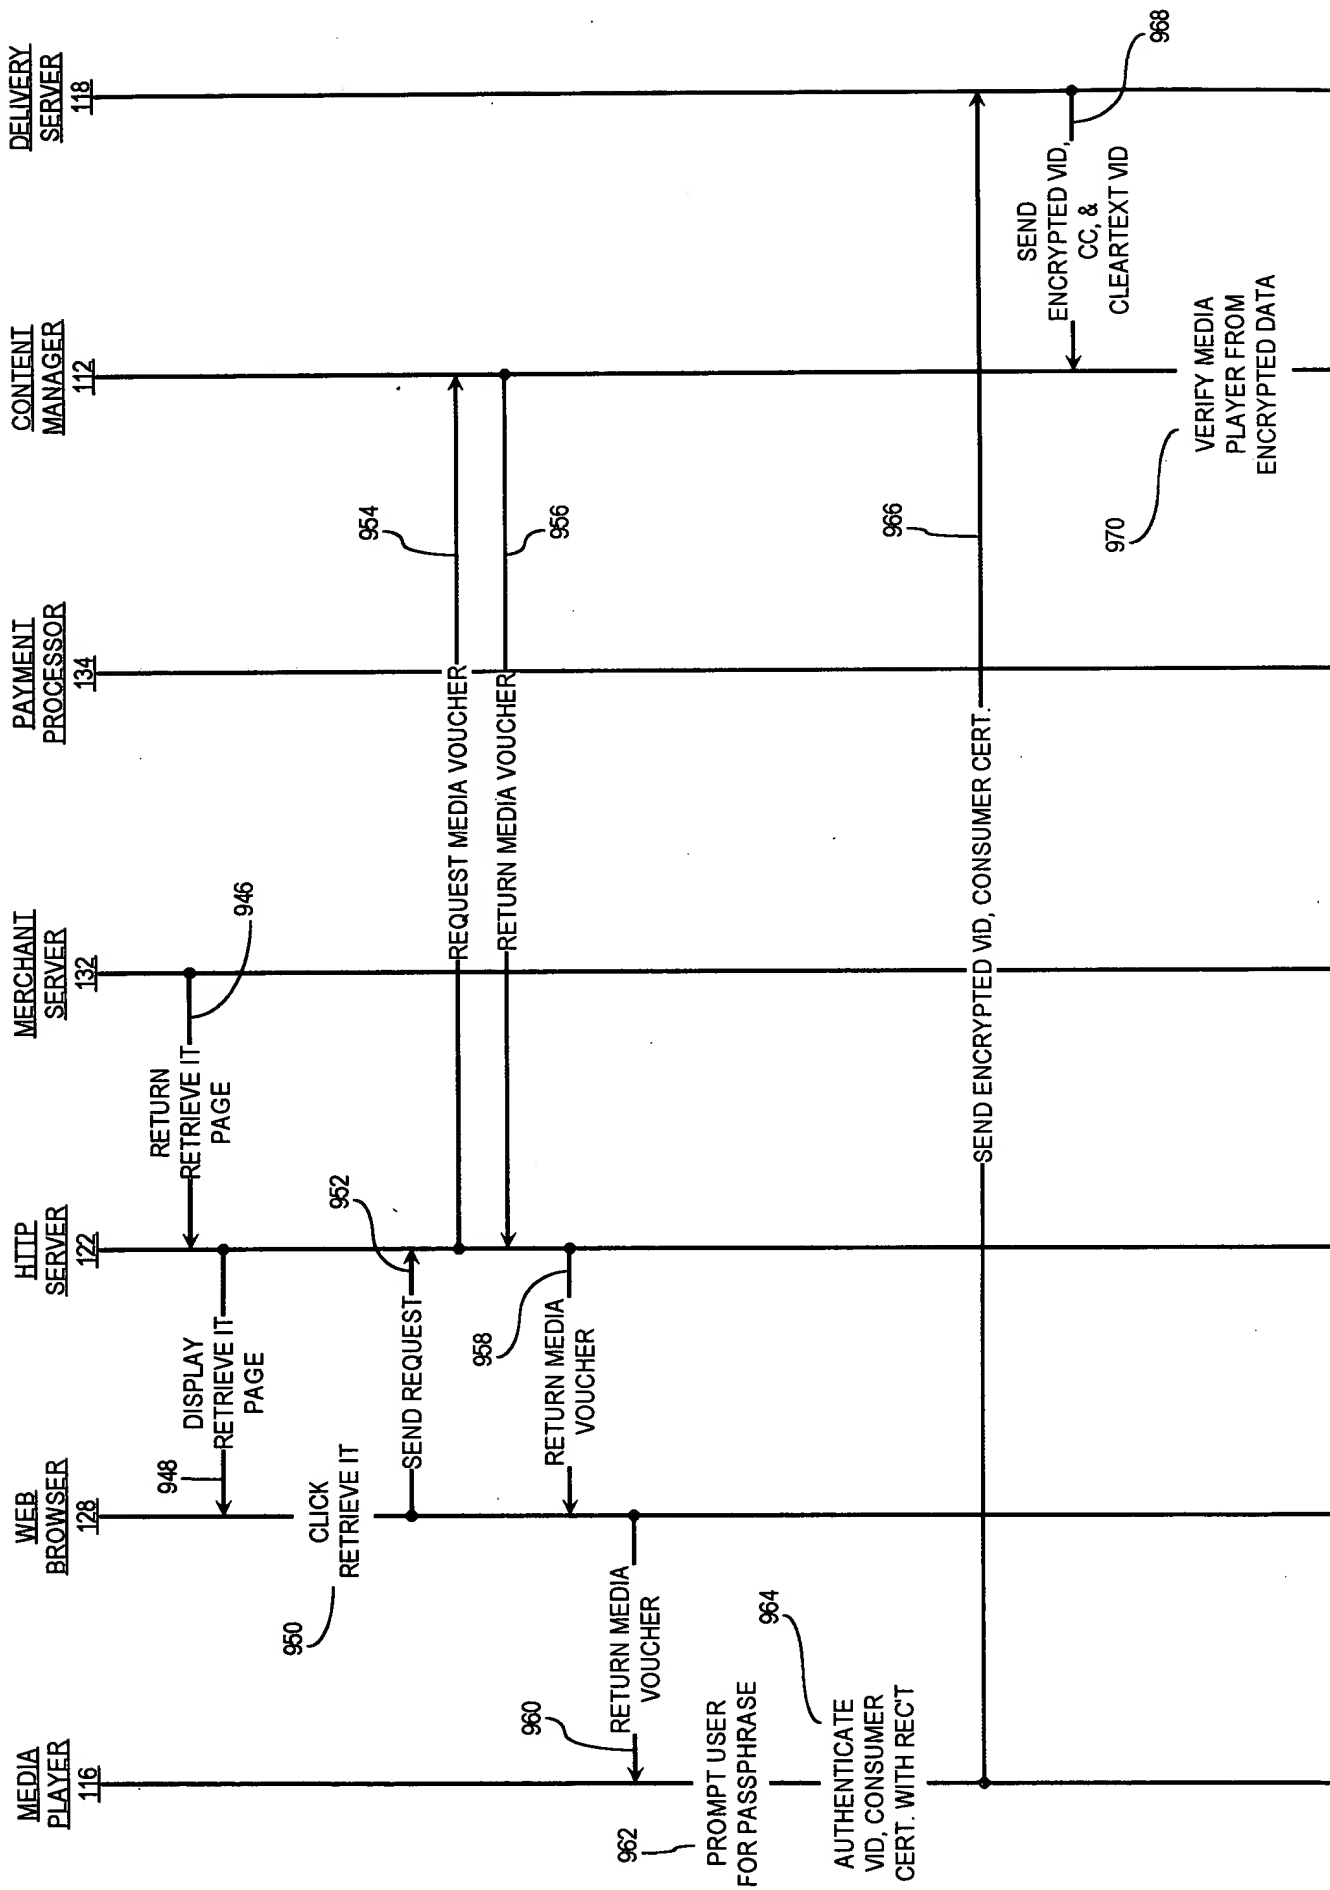 MEDIA
PLAYER
116
WEB
BROWSER
128
HTTP
SERVER
122
MERCHANT
SERVER
132
PAYMENT
PROCESSOR
134
CONTENT
MANAGER
112
DELIVERY
SERVER
118
RETURN
RETRIEVE IT
PAGE
946
DISPLAY
RETRIEVE IT
PAGE
948
CLICK
RETRIEVE IT
950
SEND REQUEST
952
REQUEST MEDIA VOUCHER
954
RETURN MEDIA VOUCHER
956
RETURN MEDIA
VOUCHER
958
RETURN MEDIA
VOUCHER
960
PROMPT USER
FOR PASSPHRASE
962
AUTHENTICATE
VID, CONSUMER
CERT. WITH REC'T
964
SEND ENCRYPTED VID, CONSUMER CERT.
966
SEND
ENCRYPTED VID,
CC, &
CLEARTEXT VID
968
VERIFY MEDIA
PLAYER FROM
ENCRYPTED DATA
970